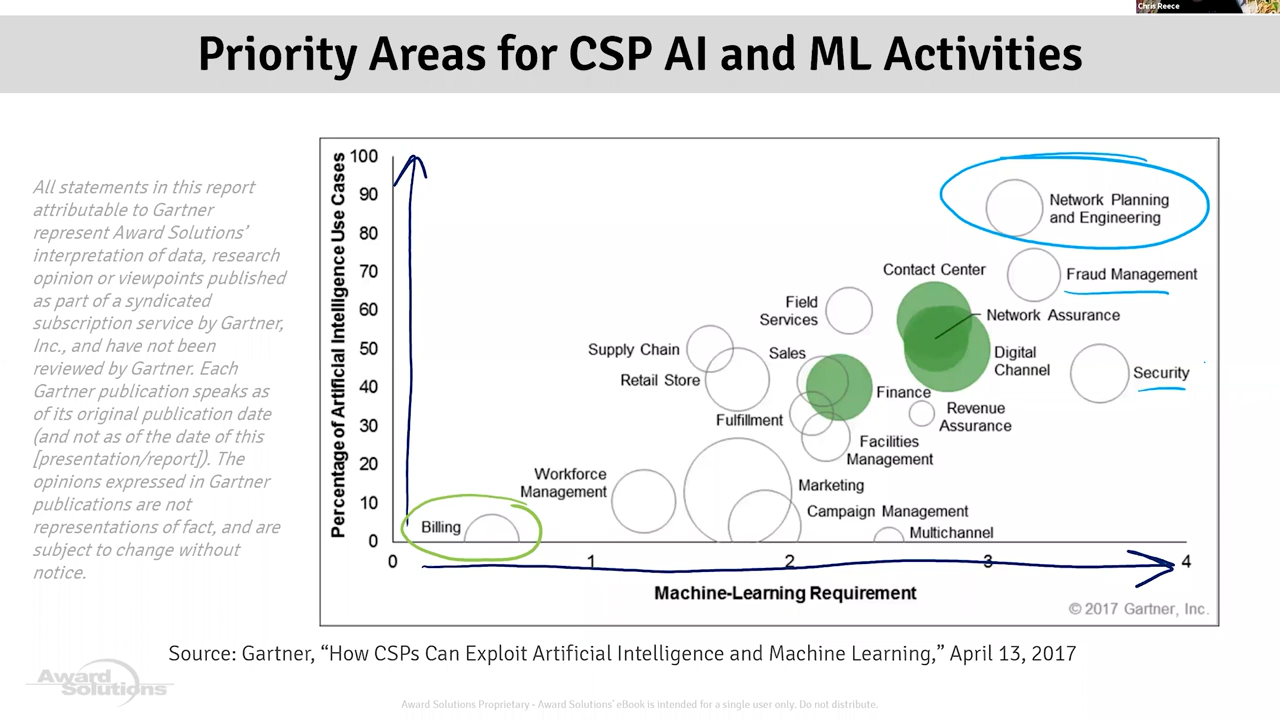 Chris Reece
Priority Areas for CSP AI and ML Activities
All statements in this report
attributable to Gartner
represent Award Solutions'
interpretation of data, research
opinion or viewpoints published
as part of a syndicated
subscription service by Gartner,
Inc., and have not been
reviewed by Gartner. Each
Gartner publication speaks as
of its original publication date
(and not as of the date of this
[presentation/report]). The
opinions expressed in Gartner
publications are not
representations of fact, and are
subject to change without
notice.
Percentage of Artificial Intelligence Use Cases
100
90
80
70
60
50
40
30
20
10
0
Network Planning
and Engineering
Contact Center
Fraud Management
Field
Services
Network Assurance
Supply Chain
Sales
Digital
Channel
Retail Store
Security
Finance
Revenue
Assurance
Fulfillment
Facilities
Management
Workforce
Management
Marketing
Campaign Management
Billing
Multichannel
0 1 2 3 4
Machine-Learning Requirement
© 2017 Gartner, Inc.
Source: Gartner, “How CSPs Can Exploit Artificial Intelligence and Machine Learning,” April 13, 2017
Award
Solutions
Award Solutions Proprietary - Award Solutions' eBook is intended for a single user only. Do not distribute.